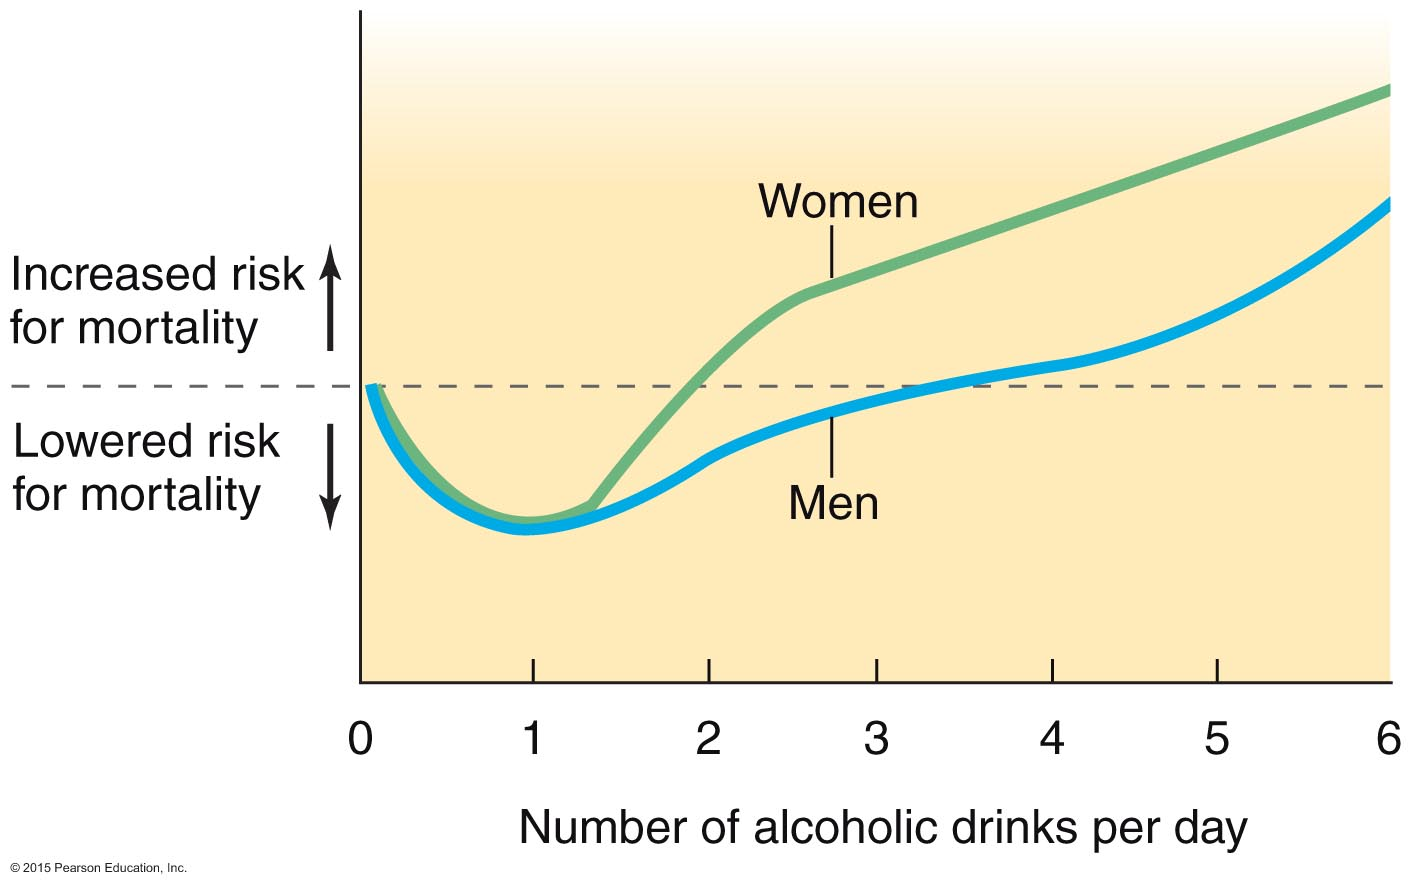 Women
Increased risk
for mortality
Lowered risk
for mortality
Men
0 1 2 3 4 5 6
Number of alcoholic drinks per day
© 2015 Pearson Education, Inc.